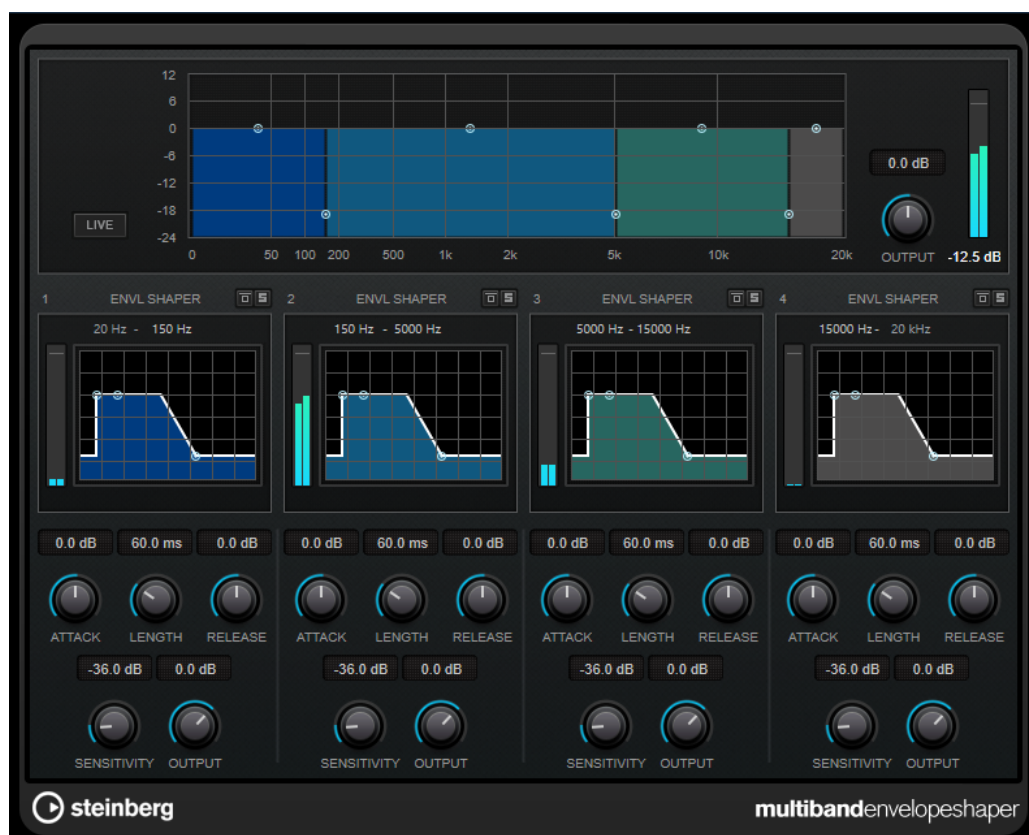 12
6
0
-6
-12
-18
-24
LIVE
0 50 100 200 500 1k 2k 5k 10k 20k
0.0 dB
OUTPUT -12.5 dB
1 ENVL SHAPER S 2 ENVL SHAPER S 3 ENVL SHAPER S 4 ENVL SHAPER S
20 Hz - 150 Hz 150 Hz - 5000 Hz 5000 Hz - 15000 Hz 15000 Hz - 20 kHz
0.0 dB 60.0 ms 0.0 dB 0.0 dB 60.0 ms 0.0 dB 0.0 dB 60.0 ms 0.0 dB 0.0 dB 60.0 ms 0.0 dB
ATTACK LENGTH RELEASE ATTACK LENGTH RELEASE ATTACK LENGTH RELEASE ATTACK LENGTH RELEASE
-36.0 dB 0.0 dB -36.0 dB 0.0 dB -36.0 dB 0.0 dB -36.0 dB 0.0 dB
SENSITIVITY OUTPUT SENSITIVITY OUTPUT SENSITIVITY OUTPUT SENSITIVITY OUTPUT
steinberg multibandenvelopeshaper